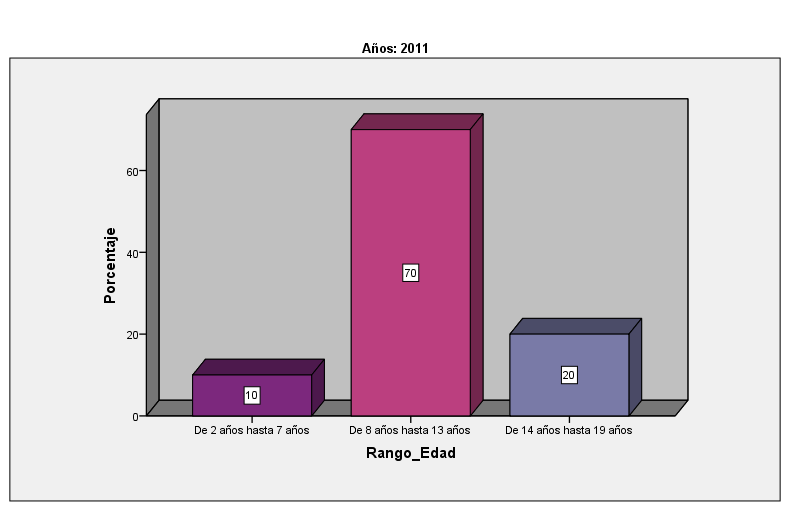 Años: 2011
Porcentaje
60
40
20
0
10
70
20
De 2 años hasta 7 años
De 8 años hasta 13 años
De 14 años hasta 19 años
Rango_Edad